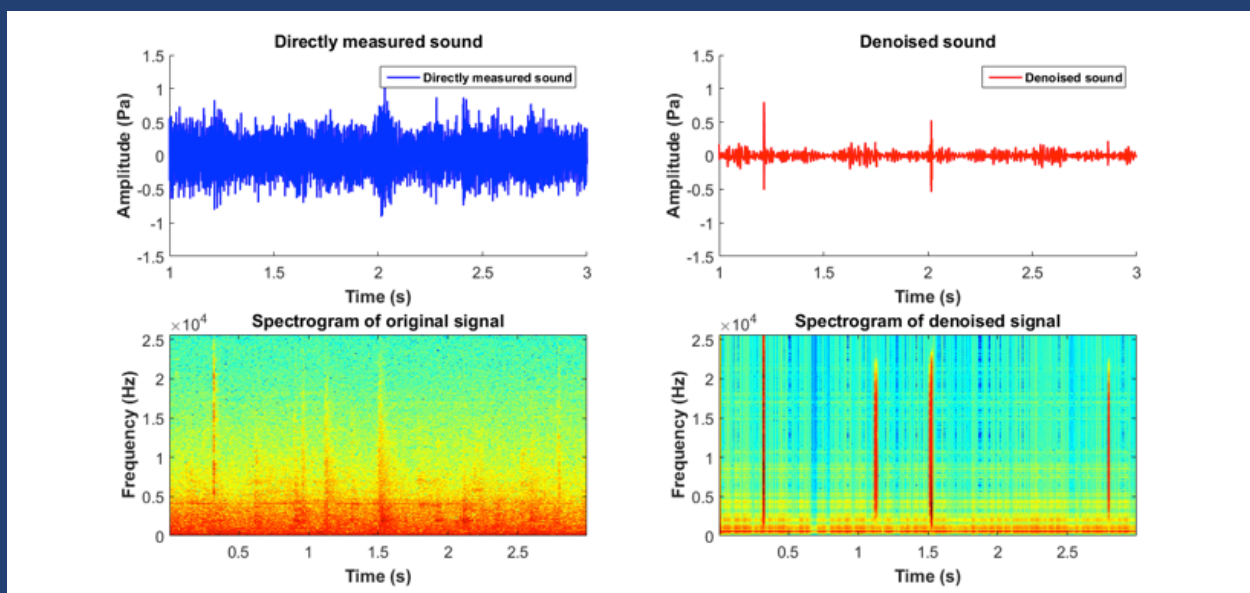 Directly measured sound
1.5
1
0.5
0
-0.5
-1
-1.5
Amplitude (Pa)
Directly measured sound
1 1.5 2 2.5 3
Time (s)
Denoised sound
1.5
1
0.5
0
-0.5
-1
-1.5
Amplitude (Pa)
Denoised sound
1 1.5 2 2.5 3
Time (s)
Spectrogram of original signal
×10⁴
2.5
2
1.5
1
0.5
0
Frequency (Hz)
0.5 1 1.5 2 2.5
Time (s)
Spectrogram of denoised signal
×10⁴
2.5
2
1.5
1
0.5
0
Frequency (Hz)
0.5 1 1.5 2 2.5
Time (s)